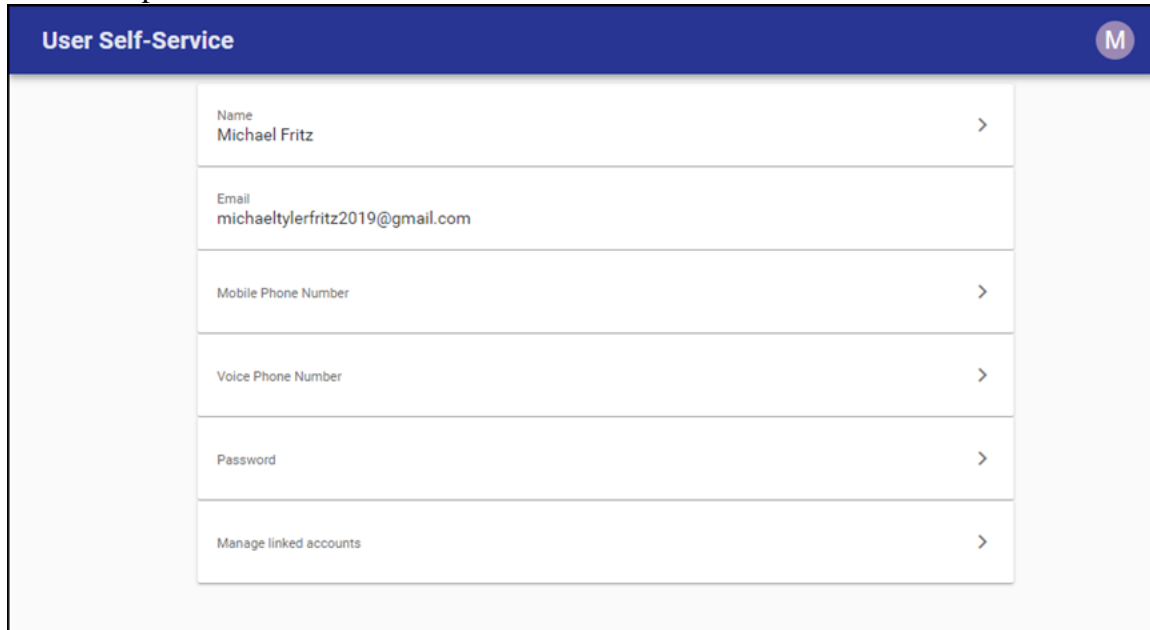 User Self-Service
M
Name
Michael Fritz
Email
michaeltylerfritz2019@gmail.com
Mobile Phone Number
Voice Phone Number
Password
Manage linked accounts